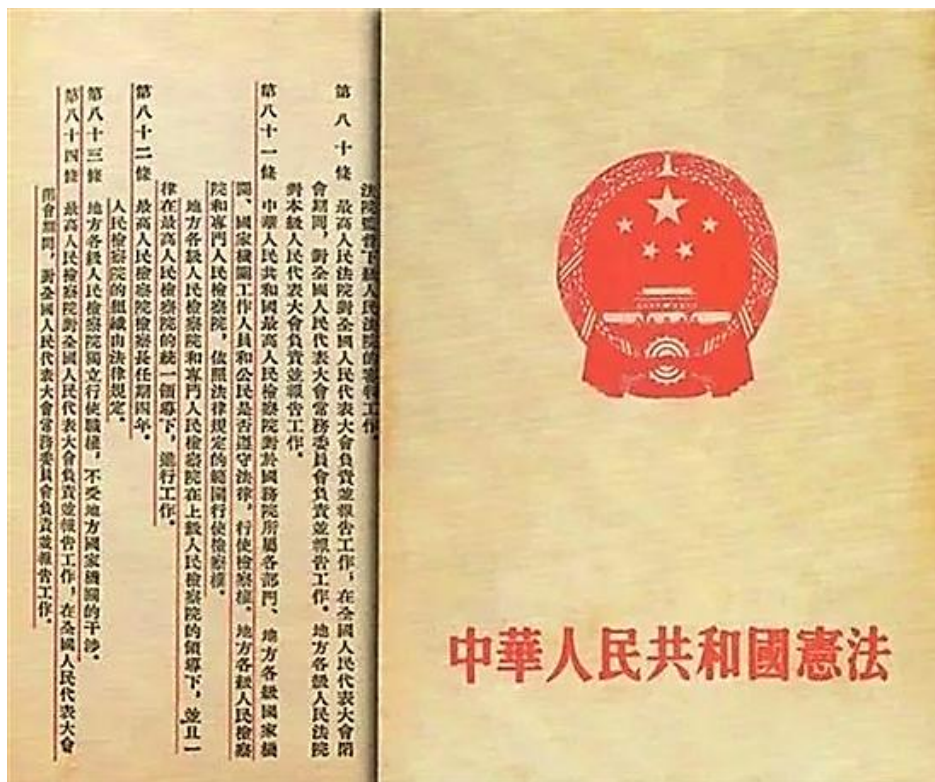 中華人民共和國憲法
法院監督下級人民法院的審判工作。
第八十條　最高人民法院對全國人民代表大會負責並報告工作，在全國人民代表大會閉
會期間，對全國人民代表大會常務委員會負責並報告工作。地方各級人民法院
對本級人民代表大會負責並報告工作。
第八十一條　中華人民共和國最高人民檢察院對於國務院所屬各部門、地方各級國家機
關、國家機關工作人員和公民是否遵守法律，行使檢察權。地方各級人民檢察
院和專門人民檢察院，依照法律規定的範圍行使檢察權。
地方各級人民檢察院和專門人民檢察院在上級人民檢察院的領導下，並且一
律在最高人民檢察院的統一領導下，進行工作。
第八十二條　最高人民檢察院檢察長任期四年。
人民檢察院的組織由法律規定。
第八十三條　地方各級人民檢察院獨立行使職權，不受地方國家機關的干涉。
第八十四條　最高人民檢察院對全國人民代表大會負責並報告工作，在全國人民代表大會
閉會期間，對全國人民代表大會常務委員會負責並報告工作。